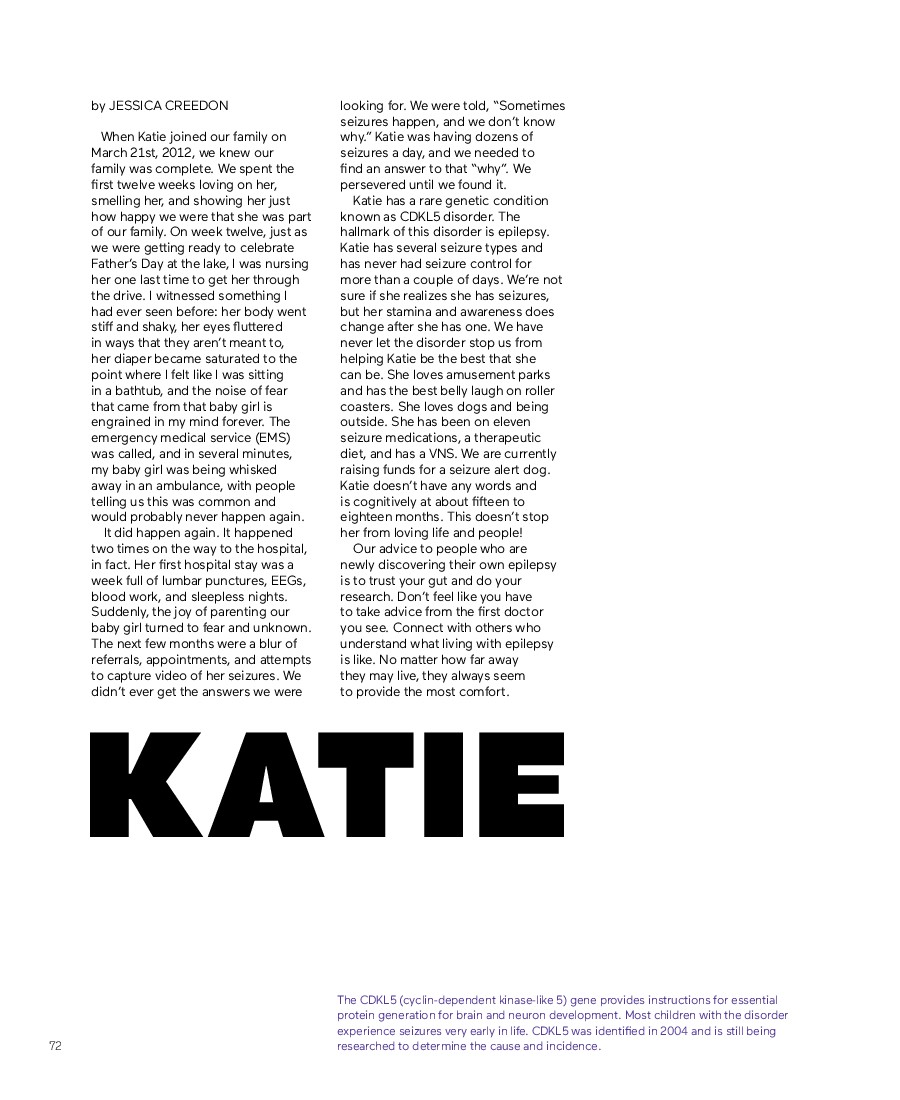 by JESSICA CREEDON
When Katie joined our family on
March 21st, 2012, we knew our
family was complete. We spent the
first twelve weeks loving on her,
smelling her, and showing her just
how happy we were that she was part
of our family. On week twelve, just as
we were getting ready to celebrate
Father's Day at the lake, I was nursing
her one last time to get her through
the drive. I witnessed something I
had ever seen before: her body went
stiff and shaky, her eyes fluttered
in ways that they aren't meant to,
her diaper became saturated to the
point where I felt like I was sitting
in a bathtub, and the noise of fear
that came from that baby girl is
engrained in my mind forever. The
emergency medical service (EMS)
was called, and in several minutes,
my baby girl was being whisked
away in an ambulance, with people
telling us this was common and
would probably never happen again.
It did happen again. It happened
two times on the way to the hospital,
in fact. Her first hospital stay was a
week full of lumbar punctures, EEGs,
blood work, and sleepless nights.
Suddenly, the joy of parenting our
baby girl turned to fear and unknown.
The next few months were a blur of
referrals, appointments, and attempts
to capture video of her seizures. We
didn't ever get the answers we were
looking for. We were told, “Sometimes
seizures happen, and we don't know
why.” Katie was having dozens of
seizures a day, and we needed to
find an answer to that “why”. We
persevered until we found it.
Katie has a rare genetic condition
known as CDKL5 disorder. The
hallmark of this disorder is epilepsy.
Katie has several seizure types and
has never had seizure control for
more than a couple of days. We're not
sure if she realizes she has seizures,
but her stamina and awareness does
change after she has one. We have
never let the disorder stop us from
helping Katie be the best that she
can be. She loves amusement parks
and has the best belly laugh on roller
coasters. She loves dogs and being
outside. She has been on eleven
seizure medications, a therapeutic
diet, and has a VNS. We are currently
raising funds for a seizure alert dog.
Katie doesn't have any words and
is cognitively at about fifteen to
eighteen months. This doesn't stop
her from loving life and people!
Our advice to people who are
newly discovering their own epilepsy
is to trust your gut and do your
research. Don't feel like you have
to take advice from the first doctor
you see. Connect with others who
understand what living with epilepsy
is like. No matter how far away
they may live, they always seem
to provide the most comfort.
KATIE
The CDKL5 (cyclin-dependent kinase-like 5) gene provides instructions for essential
protein generation for brain and neuron development. Most children with the disorder
experience seizures very early in life. CDKL5 was identified in 2004 and is still being
researched to determine the cause and incidence.
72